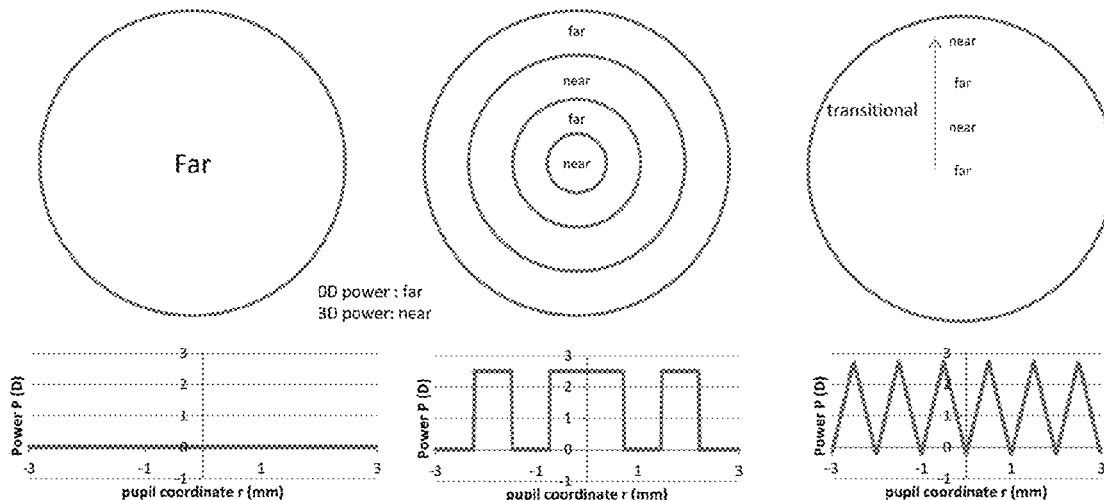 Far
far
near
far
near
near
far
near
far
transitional
0D power : far
3D power: near
3
2
1
0
-1
-3
-1
1
3
Power P (D)
pupil coordinate r (mm)
3
2
1
0
-1
-3
-1
1
3
Power P (D)
pupil coordinate r (mm)
3
2
1
0
-1
-3
-1
1
3
Power P (D)
pupil coordinate r (mm)